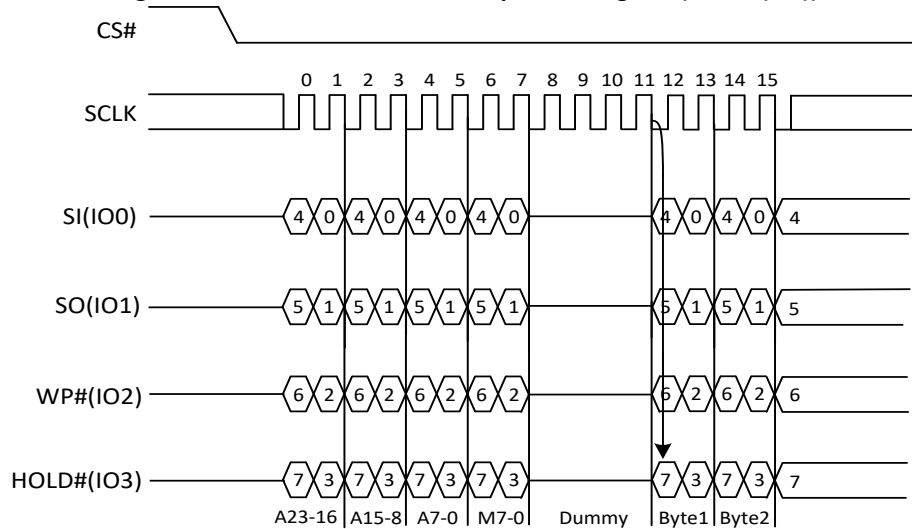 CS#
0 1 2 3 4 5 6 7 8 9 10 11 12 13 14 15
SCLK
SI(IO0) 4 0 4 0 4 0 4 0 4 0 4 0 4
SO(IO1) 5 1 5 1 5 1 5 1 5 1 5 1 5
WP#(IO2) 6 2 6 2 6 2 6 2 6 2 6 2 6
HOLD#(IO3) 7 3 7 3 7 3 7 3 7 3 7 3 7
A23-16 A15-8 A7-0 M7-0 Dummy Byte1 Byte2